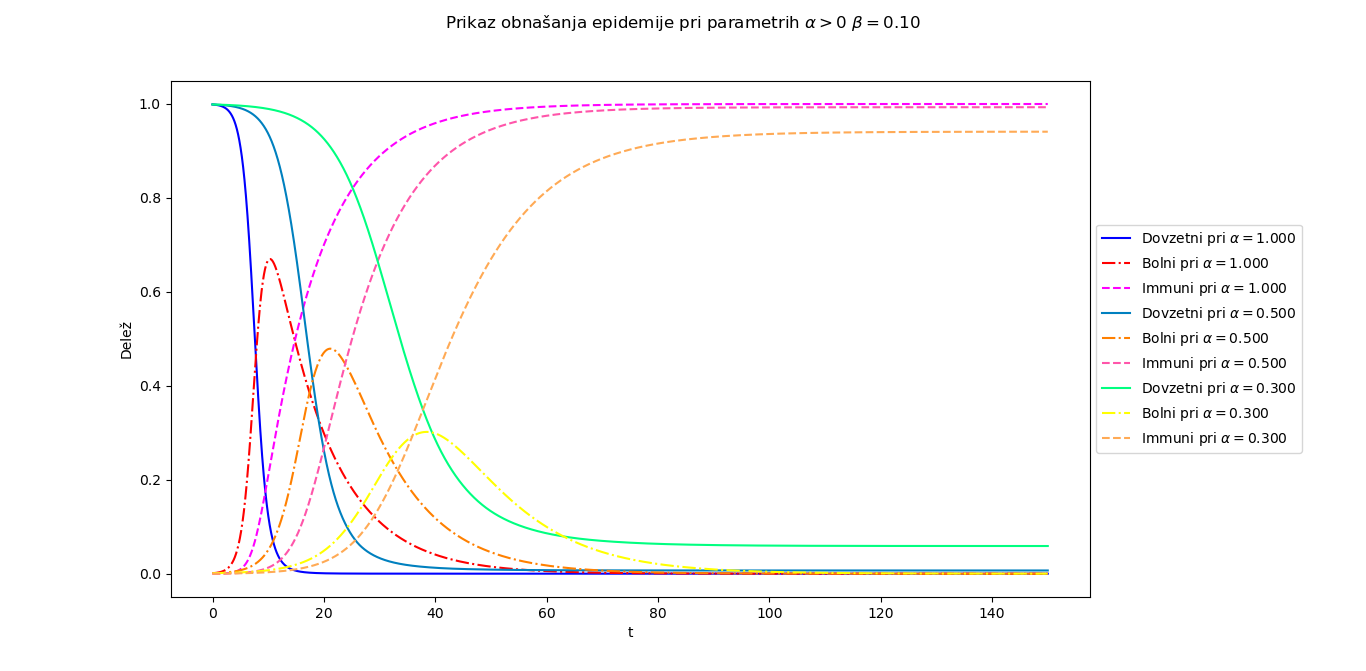 Prikaz obnašanja epidemije pri parametrih α > 0 β = 0.10
1.0
0.8
0.6
0.4
0.2
0.0
Delež
0 20 40 60 80 100 120 140
t
Dovzetni pri α = 1.000
Bolni pri α = 1.000
Immuni pri α = 1.000
Dovzetni pri α = 0.500
Bolni pri α = 0.500
Immuni pri α = 0.500
Dovzetni pri α = 0.300
Bolni pri α = 0.300
Immuni pri α = 0.300